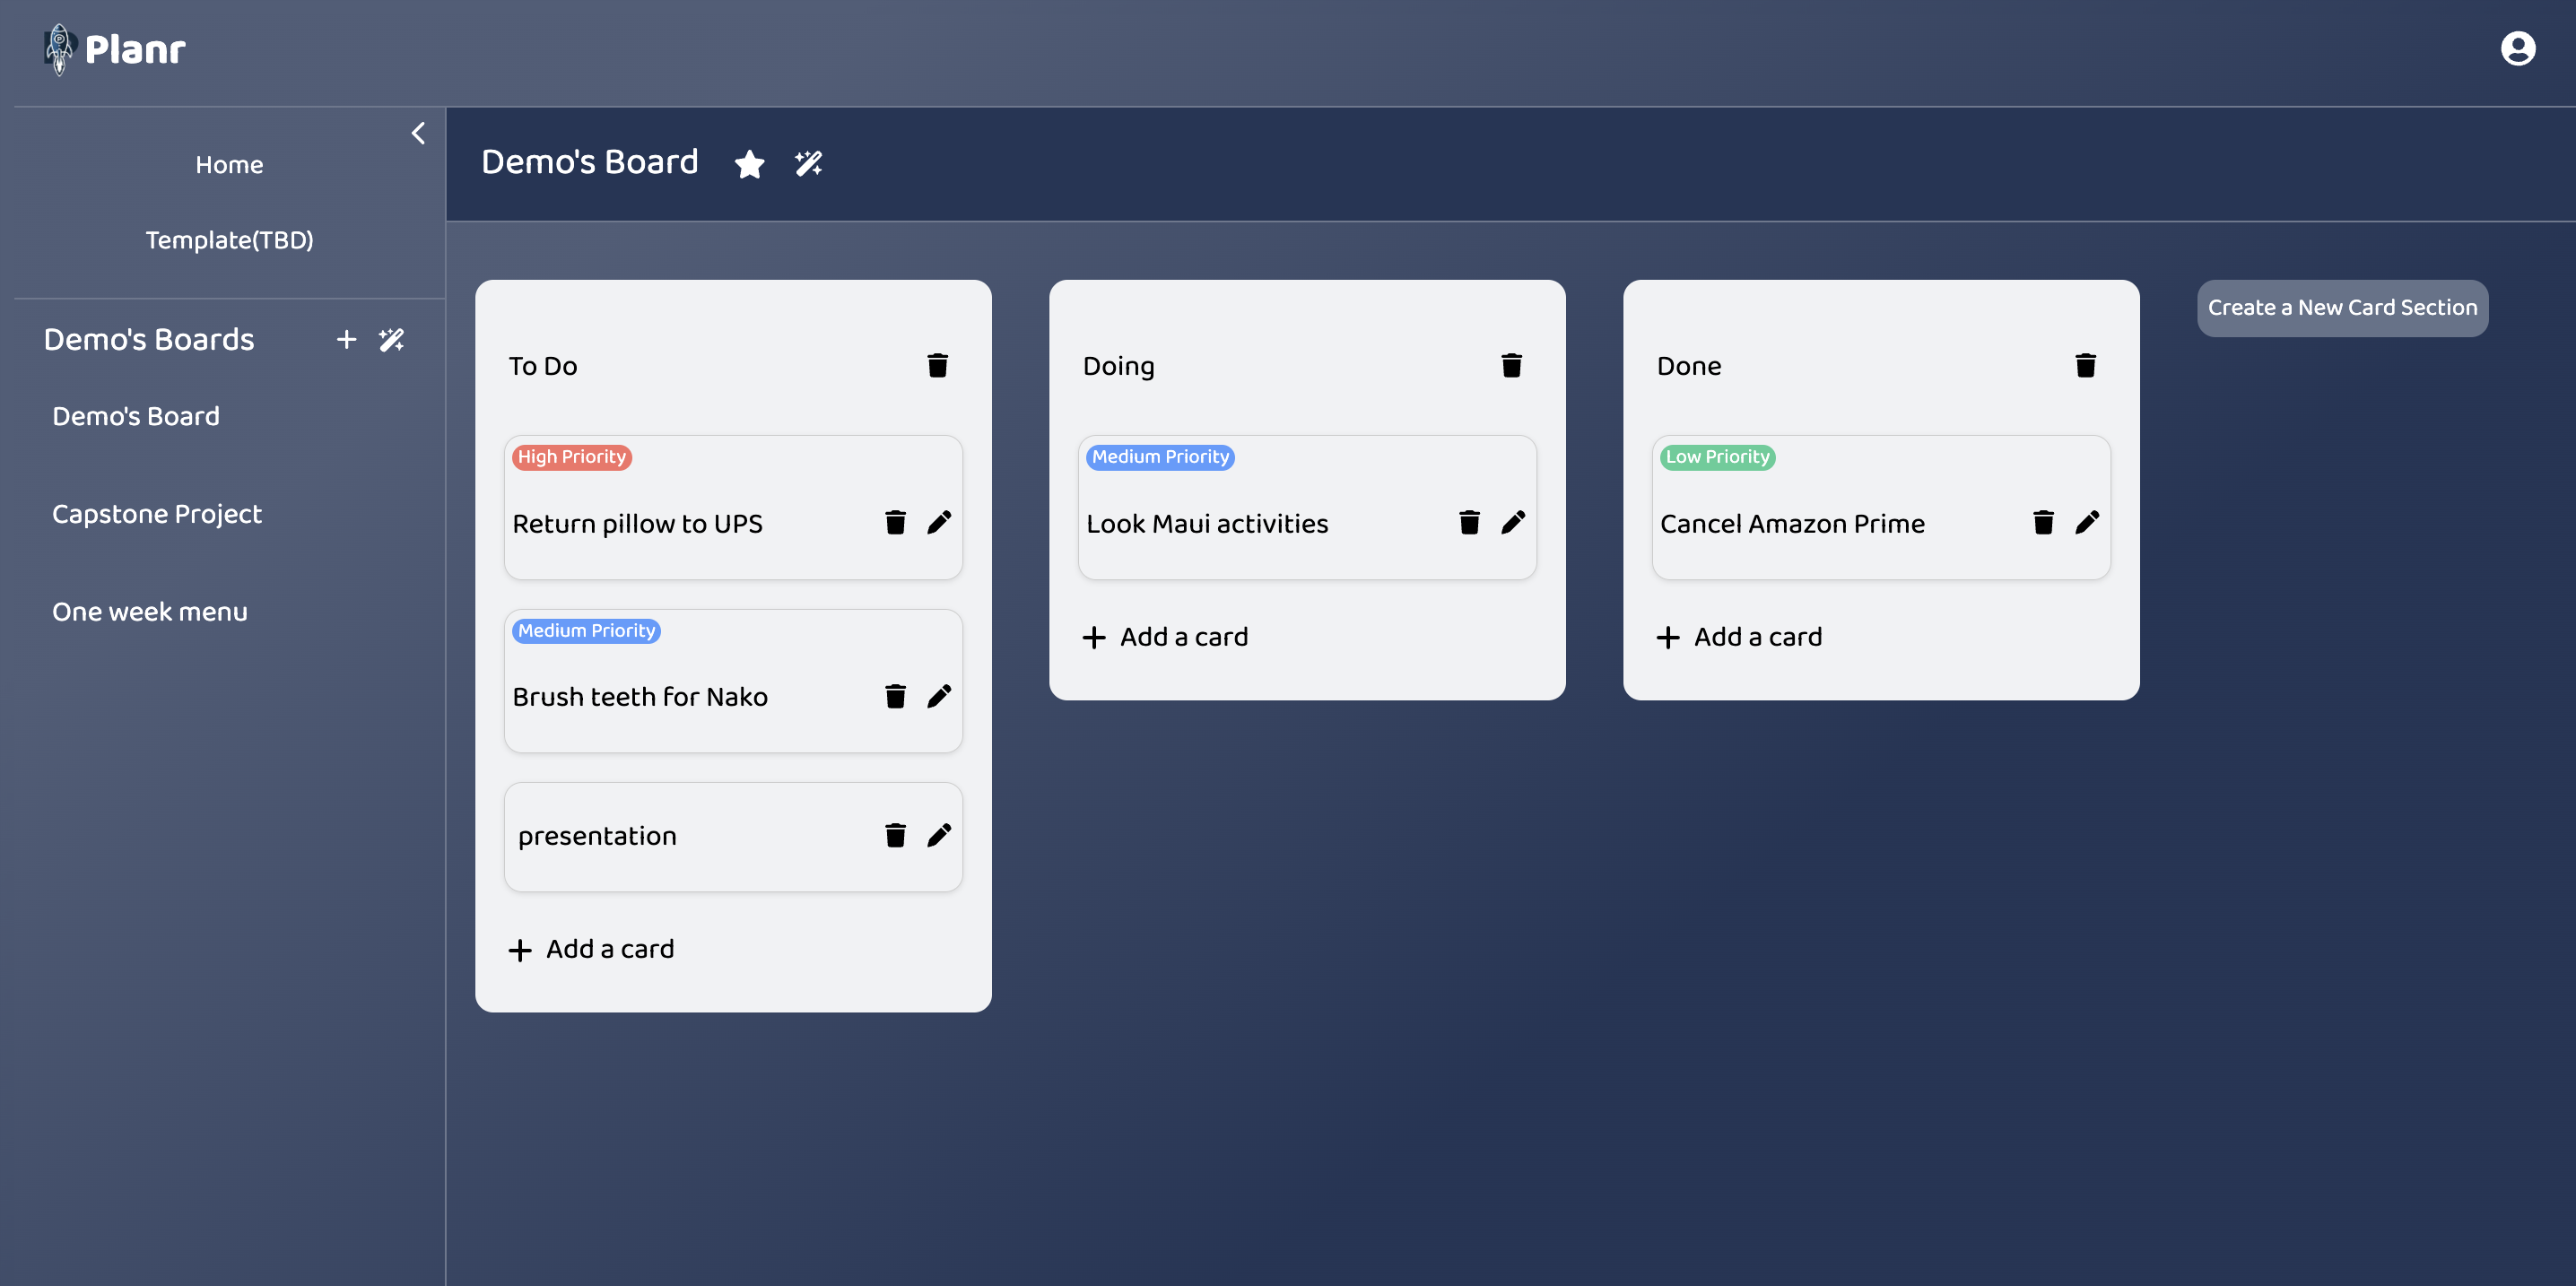 Planr
Home
Template(TBD)
Demo's Boards
Demo's Board
Capstone Project
One week menu
Demo's Board
To Do
High Priority
Return pillow to UPS
Medium Priority
Brush teeth for Nako
presentation
Add a card
Doing
Medium Priority
Look Maui activities
Add a card
Done
Low Priority
Cancel Amazon Prime
Add a card
Create a New Card Section